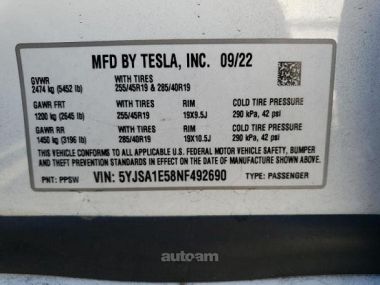 MFD BY TESLA, INC. 09/22
GVWR 2474 kg (5452 lb) WITH TIRES 255/45R19 & 285/40R19
GAWR FRT 1200 kg (2645 lb) WITH TIRES 255/45R19 RIM 19X9.5J COLD TIRE PRESSURE 290 kPa, 42 psi
GAWR RR 1450 kg (3196 lb) WITH TIRES 285/40R19 RIM 19X10.5J COLD TIRE PRESSURE 290 kPa, 42 psi
THIS VEHICLE CONFORMS TO ALL APPLICABLE U.S. FEDERAL MOTOR VEHICLE SAFETY, BUMPER
AND THEFT PREVENTION STANDARDS IN EFFECT ON THE DATE OF MANUFACTURE SHOWN ABOVE.
PNT: PPSW VIN: 5YJSA1E58NF492690 TYPE: PASSENGER
autoam